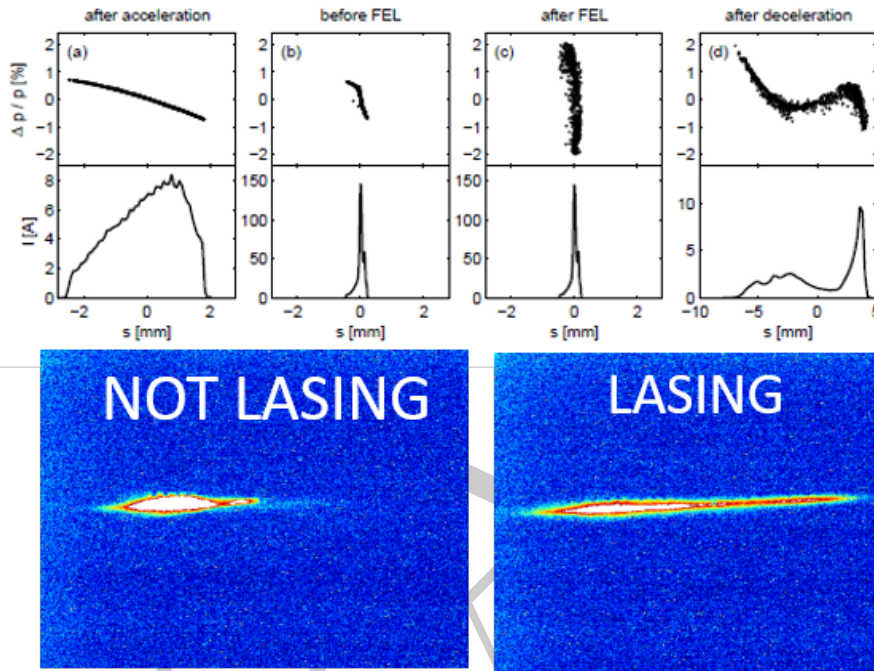 after acceleration before FEL after FEL after deceleration
(a) (b) (c) (d)
Δ p / p [%]
2 2 2 2
1 1 1 1
0 0 0 0
−1 −1 −1 −1
−2 −2 −2 −2
I [A]
8 150 150
6 100 100 10
4 5
2 50 50
0 0 0 0
−2 0 2 −2 0 2 −2 0 2 −10 −5 0 5
s [mm] s [mm] s [mm] s [mm]
NOT LASING LASING